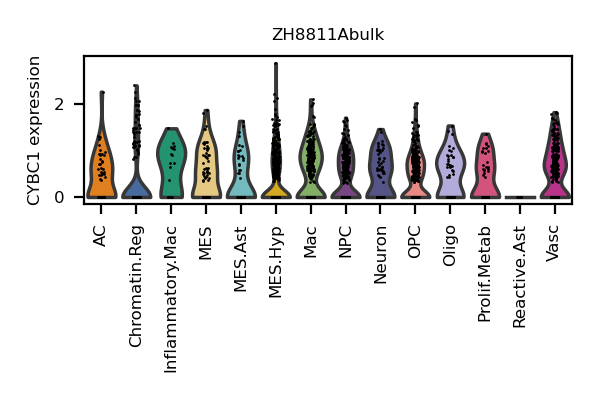 ZH8811Abulk
CYBC1 expression
2
0
AC
Chromatin.Reg
Inflammatory.Mac
MES
MES.Ast
MES.Hyp
Mac
NPC
Neuron
OPC
Oligo
Prolif.Metab
Reactive.Ast
Vasc